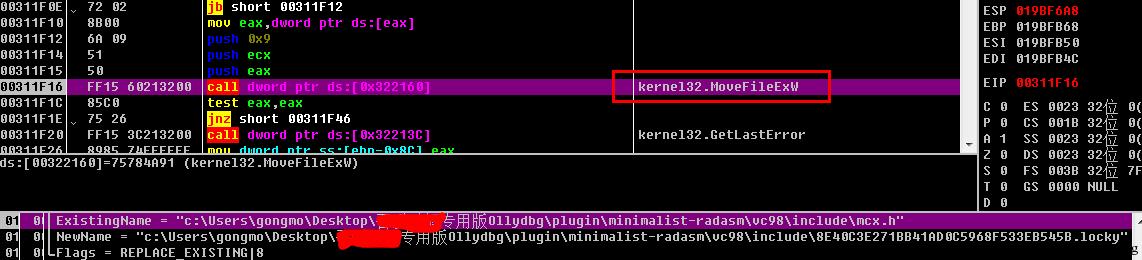 00311F0E 72 02 jb short 00311F12
00311F10 8B00 mov eax,dword ptr ds:[eax]
00311F12 6A 09 push 0x9
00311F14 51 push ecx
00311F15 50 push eax
00311F16 FF15 60213200 call dword ptr ds:[0x322160] kernel32.MoveFileExW
00311F1C 85C0 test eax,eax
00311F1E 75 26 jnz short 00311F46
00311F20 FF15 3C213200 call dword ptr ds:[0x32213C] kernel32.GetLastError
00311F26 8985 74FFFFFF mov dword ptr ss:[ebp-0x8C],eax
ds:[00322160]=75784A91 (kernel32.MoveFileExW)
ESP 019BF6A8
EBP 019BFB68
ESI 019BFB50
EDI 019BFB4C
EIP 00311F16
C 0 ES 0023 32位 0(
P 0 CS 001B 32位 0(
A 1 SS 0023 32位 0(
Z 0 DS 0023 32位 0(
S 0 FS 003B 32位 7F
T 0 GS 0000 NULL
D 0
01 0 ExistingName = "c:\Users\gongmo\Desktop\ 专用版Ollydbg\plugin\minimalist-radasm\vc98\include\mcx.h"
01 0 NewName = "c:\Users\gongmo\Desktop\ 专用版Ollydbg\plugin\minimalist-radasm\vc98\include\8E40C3E271BB41AD0C5968F533EB545B.locky"
01 0 Flags = REPLACE_EXISTING|8